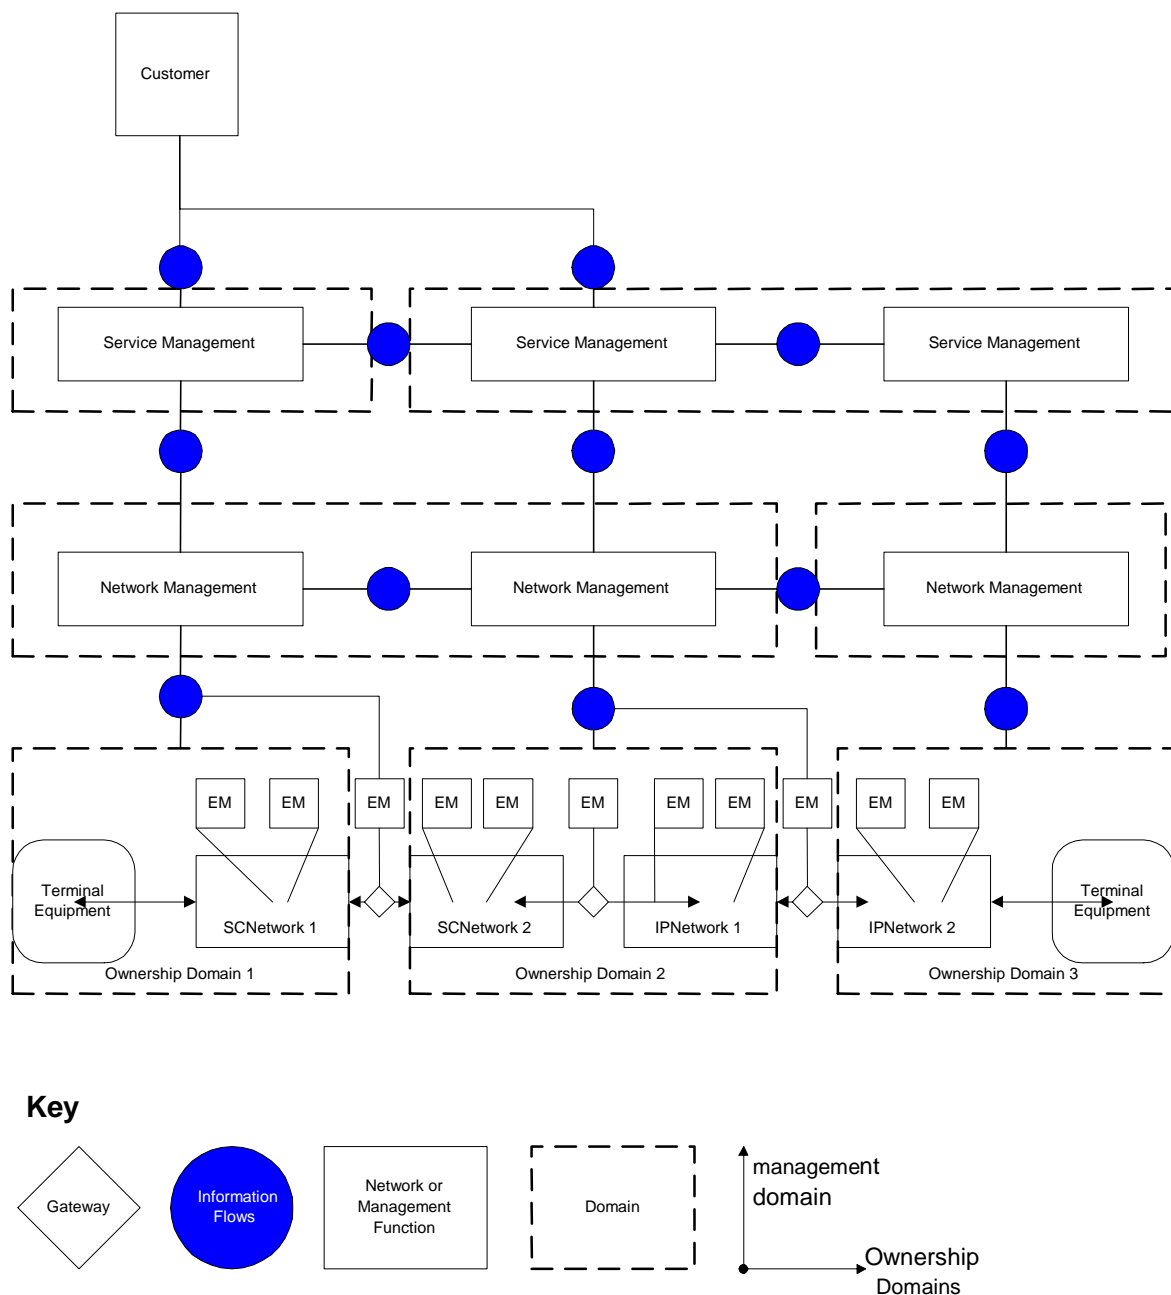 Customer
Service Management
Service Management
Service Management
Network Management
Network Management
Network Management
EM
EM
EM
EM
EM
EM
EM
EM
EM
EM
EM
Terminal
Equipment
SCNetwork 1
SCNetwork 2
IPNetwork 1
IPNetwork 2
Terminal
Equipment
Ownership Domain 1
Ownership Domain 2
Ownership Domain 3
Key
Gateway
Information
Flows
Network or
Management
Function
Domain
management
domain
Ownership
Domains